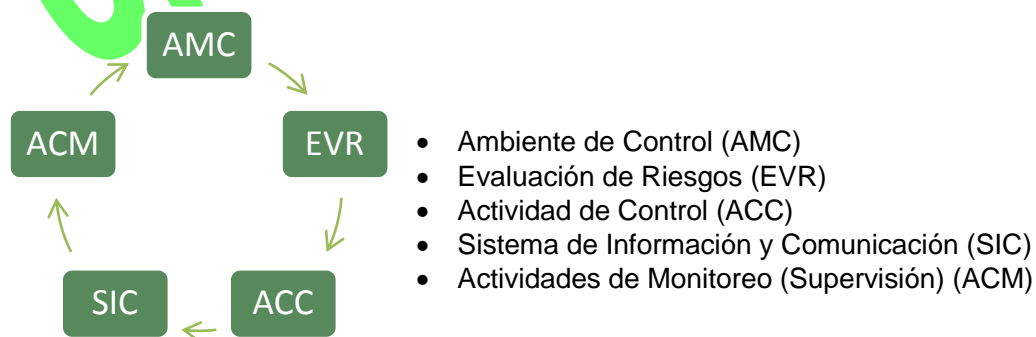 AMC
EVR
ACC
SIC
ACM
• Ambiente de Control (AMC)
• Evaluación de Riesgos (EVR)
• Actividad de Control (ACC)
• Sistema de Información y Comunicación (SIC)
• Actividades de Monitoreo (Supervisión) (ACM)